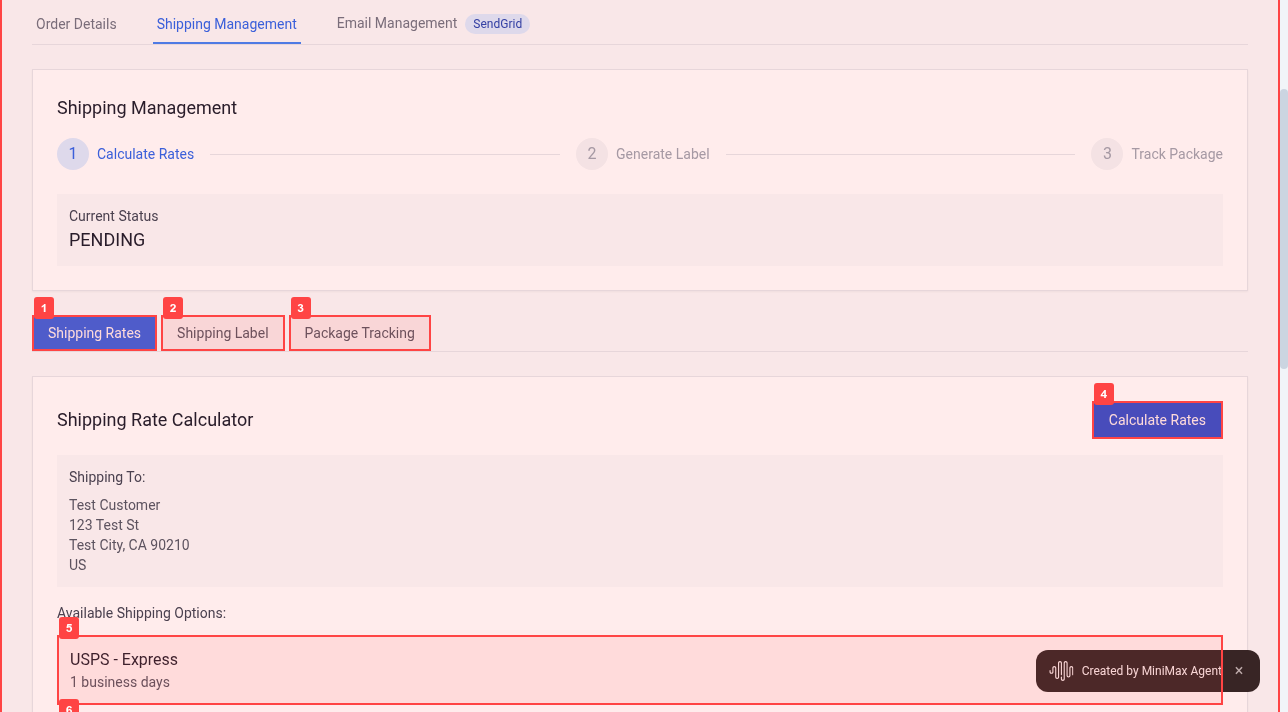 Order Details
Shipping Management
Email Management
SendGrid
Shipping Management
1
Calculate Rates
2
Generate Label
3
Track Package
Current Status
PENDING
1
2
3
Shipping Rates
Shipping Label
Package Tracking
4
Shipping Rate Calculator
Calculate Rates
Shipping To:
Test Customer
123 Test St
Test City, CA 90210
US
Available Shipping Options:
5
USPS - Express
1 business days
Created by MiniMax Agent
×
6